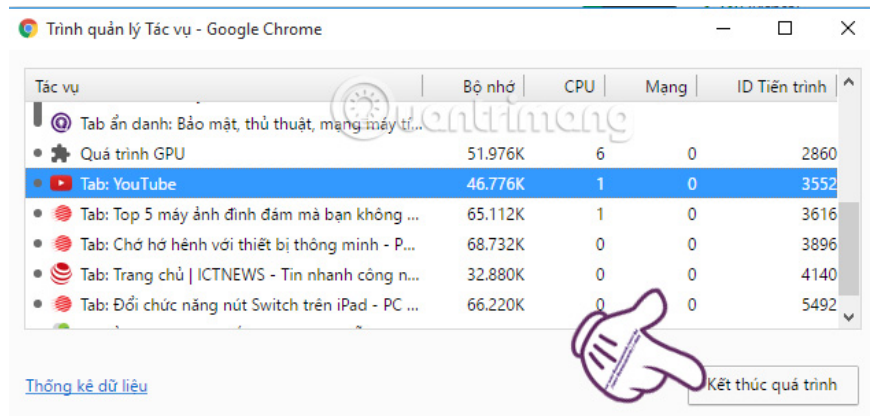 Trình quản lý Tác vụ - Google Chrome
Tác vụ Bộ nhớ CPU Mạng ID Tiến trình
Tab ẩn danh: Bảo mật, thủ thuật, mạng máy tí...
uantrimang
Quá trình GPU 51.976K 6 0 2860
Tab: YouTube 46.776K 1 0 3552
Tab: Top 5 máy ảnh đình đám mà bạn không ... 65.112K 1 0 3616
Tab: Chớ hớ hênh với thiết bị thông minh - P... 68.732K 0 0 3896
Tab: Trang chủ | ICTNEWS - Tin nhanh công n... 32.880K 0 0 4140
Tab: Đổi chức năng nút Switch trên iPad - PC ... 66.220K 0 0 5492
Thống kê dữ liệu
Kết thúc quá trình